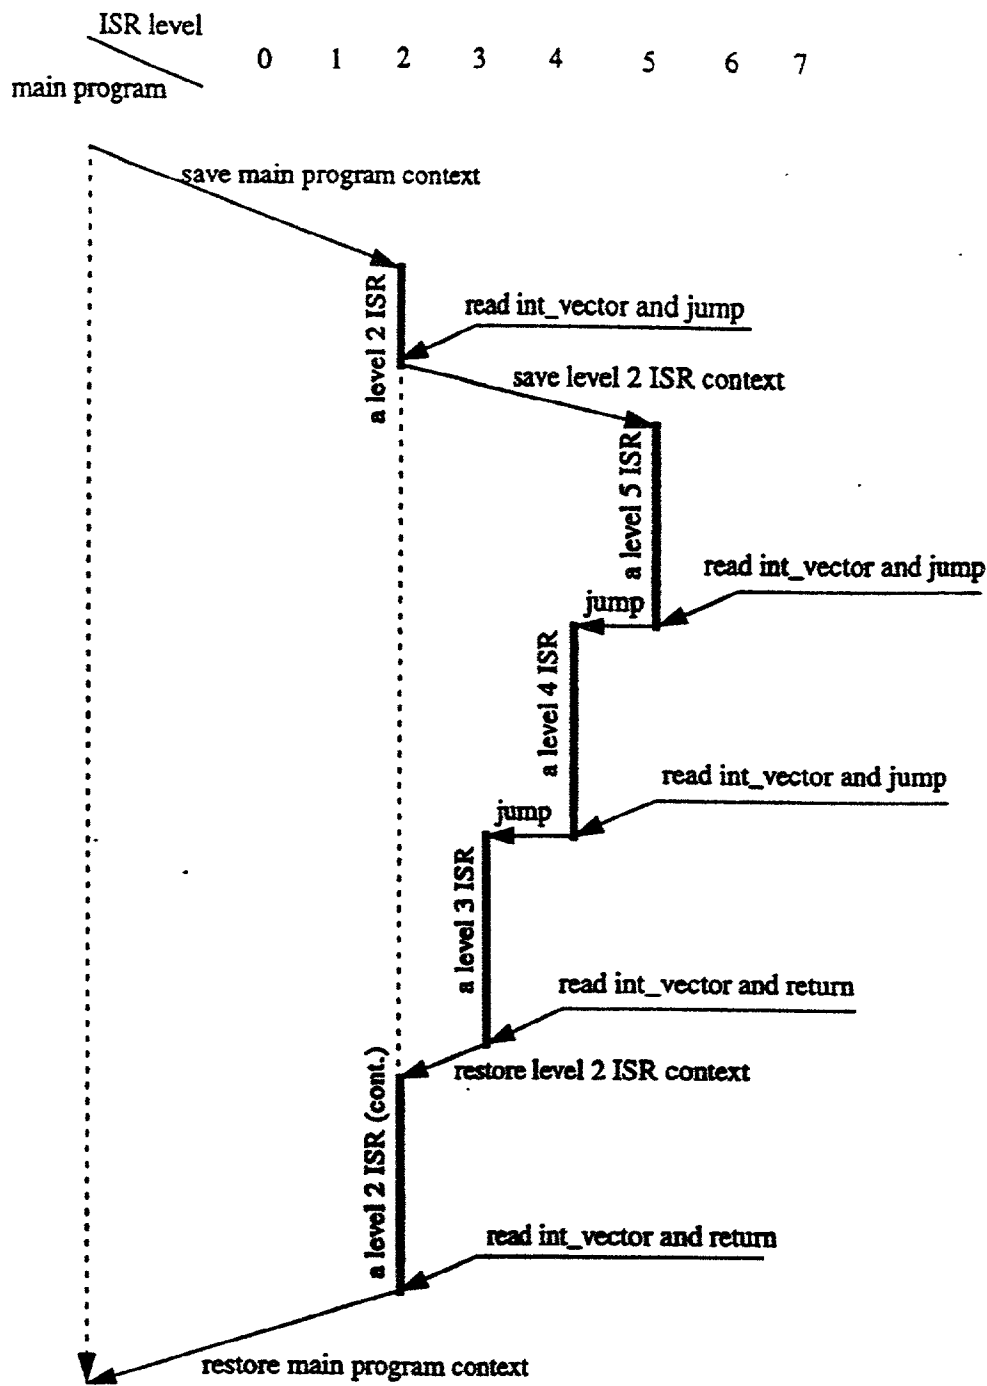 ISR level
0 1 2 3 4 5 6 7
main program
save main program context
a level 2 ISR
read int_vector and jump
save level 2 ISR context
a level 5 ISR
read int_vector and jump
jump
a level 4 ISR
read int_vector and jump
jump
a level 3 ISR
read int_vector and return
restore level 2 ISR context
a level 2 ISR (cont.)
read int_vector and return
restore main program context